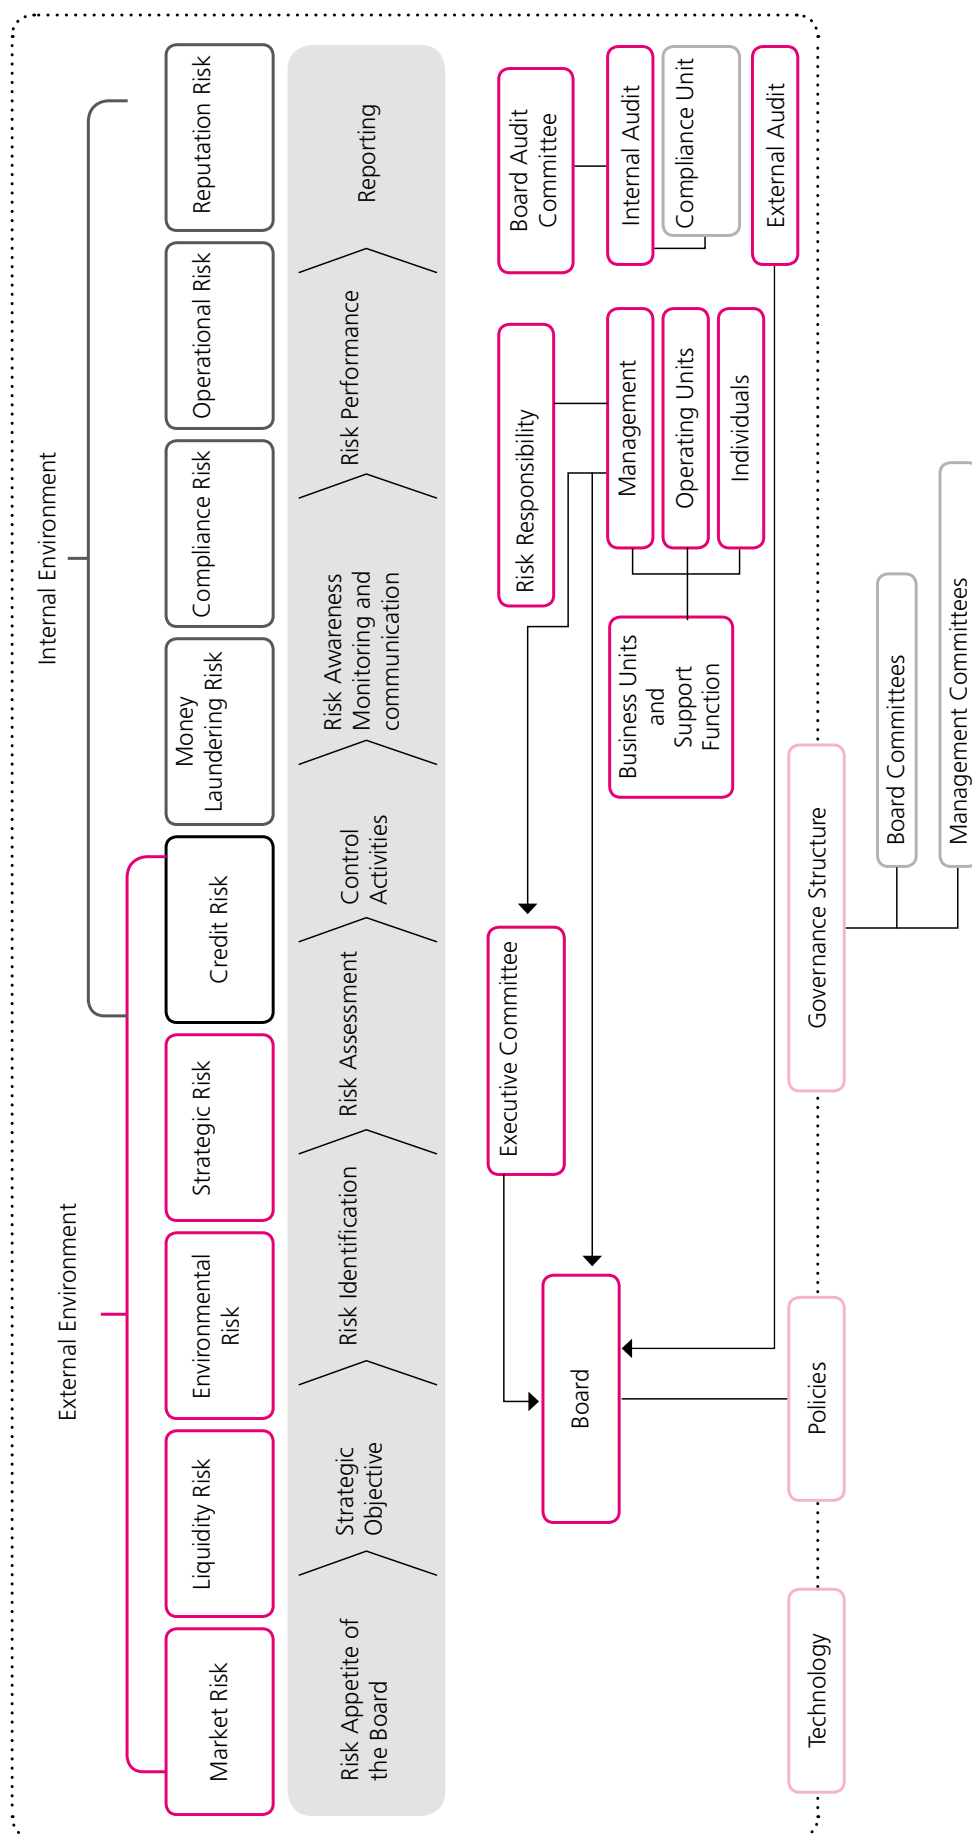 External Environment
Internal Environment
Market Risk
Liquidity Risk
Environmental
Risk
Strategic Risk
Credit Risk
Money
Laundering Risk
Compliance Risk
Operational Risk
Reputation Risk
Risk Appetite of
the Board
Strategic
Objective
Risk Identification
Risk Assessment
Control
Activities
Risk Awareness
Monitoring and
communication
Risk Performance
Reporting
Board
Executive Committee
Risk Responsibility
Business Units
and
Support
Function
Management
Operating Units
Individuals
Board Audit
Committee
Internal Audit
Compliance Unit
External Audit
Technology
Policies
Governance Structure
Board Committees
Management Committees